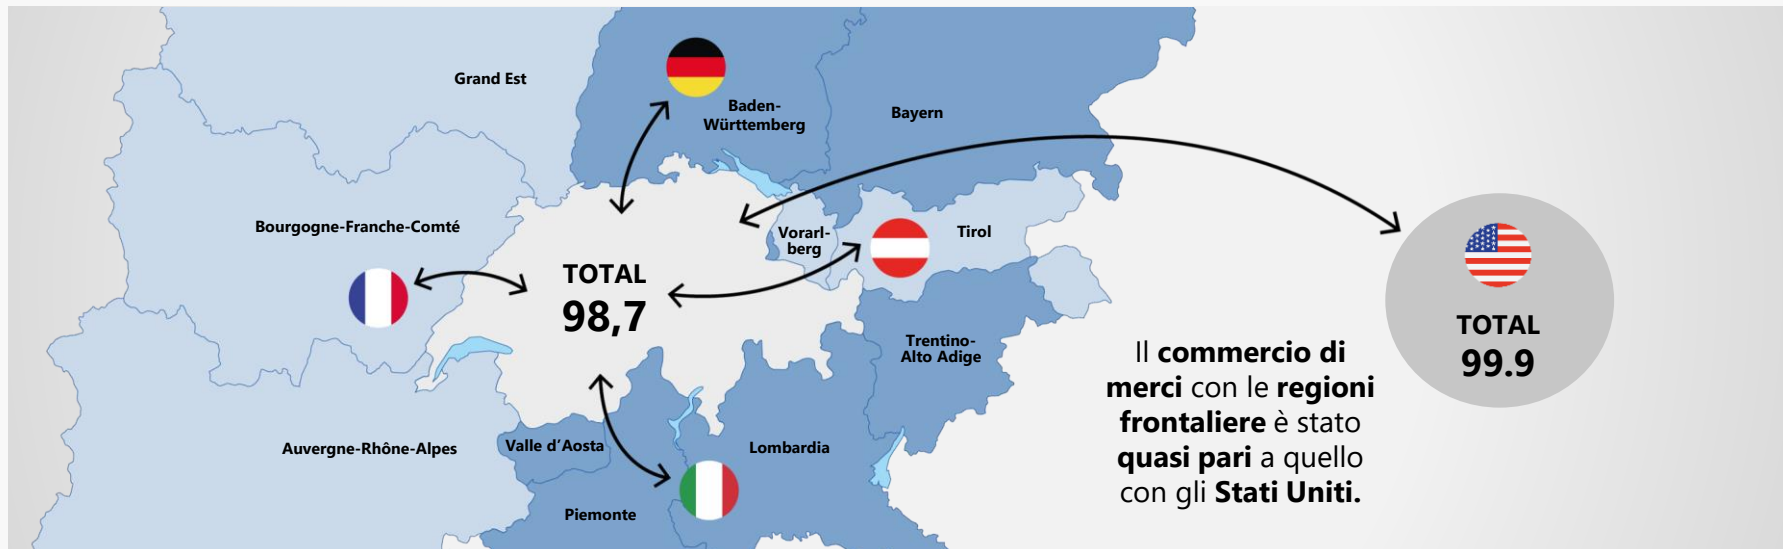 Grand Est
Baden-
Württemberg
Bayern
Bourgogne-Franche-Comté
Vorarl-
berg
Tirol
TOTAL
98,7
Trentino-
Alto Adige
Auvergne-Rhône-Alpes
Valle d’Aosta
Lombardia
Piemonte
Il commercio di
merci con le regioni
frontaliere è stato
quasi pari a quello
con gli Stati Uniti.
TOTAL
99.9